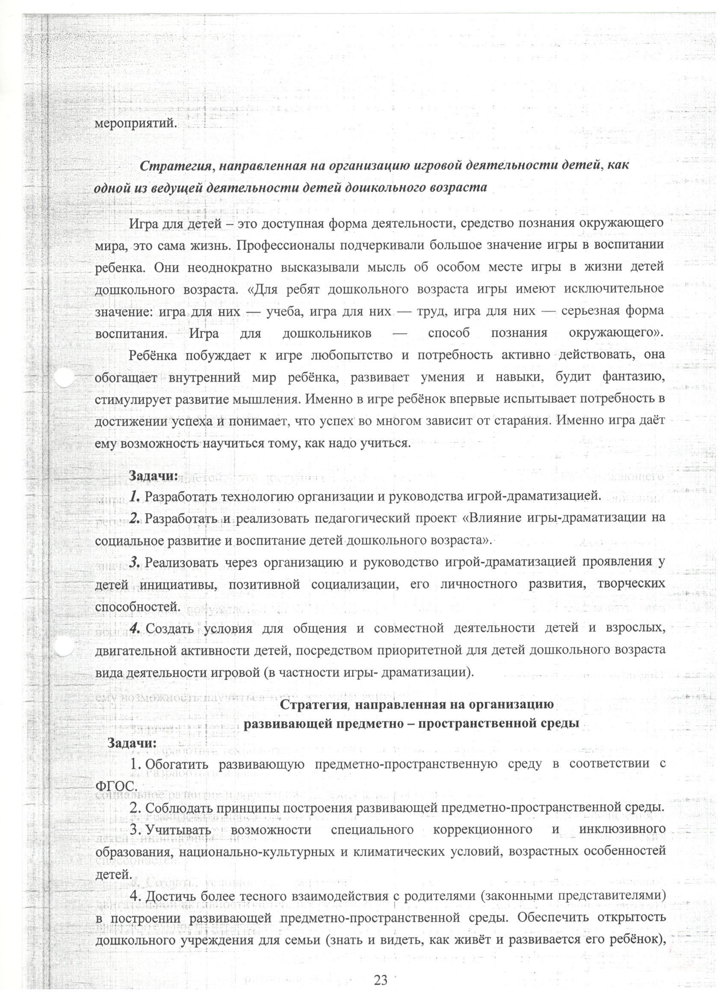 мероприятий.
Стратегия, направленная на организацию игровой деятельности детей, как
одной из ведущей деятельности детей дошкольного возраста
Игра для детей – это доступная форма деятельности, средство познания окружающего
мира, это сама жизнь. Профессионалы подчеркивали большое значение игры в воспитании
ребенка. Они неоднократно высказывали мысль об особом месте игры в жизни детей
дошкольного возраста. «Для ребят дошкольного возраста игры имеют исключительное
значение: игра для них — учеба, игра для них — труд, игра для них — серьезная форма
воспитания. Игра для дошкольников — способ познания окружающего».
Ребёнка побуждает к игре любопытство и потребность активно действовать, она
обогащает внутренний мир ребёнка, развивает умения и навыки, будит фантазию,
стимулирует развитие мышления. Именно в игре ребёнок впервые испытывает потребность в
достижении успеха и понимает, что успех во многом зависит от старания. Именно игра даёт
ему возможность научиться тому, как надо учиться.
Задачи:
1. Разработать технологию организации и руководства игрой-драматизацией.
2. Разработать и реализовать педагогический проект «Влияние игры-драматизации на
социальное развитие и воспитание детей дошкольного возраста».
3. Реализовать через организацию и руководство игрой-драматизацией проявления у
детей инициативы, позитивной социализации, его личностного развития, творческих
способностей.
4. Создать условия для общения и совместной деятельности детей и взрослых,
двигательной активности детей, посредством приоритетной для детей дошкольного возраста
вида деятельности игровой (в частности игры- драматизации).
Стратегия, направленная на организацию
развивающей предметно – пространственной среды
Задачи:
1. Обогатить развивающую предметно-пространственную среду в соответствии с
ФГОС.
2. Соблюдать принципы построения развивающей предметно-пространственной среды.
3. Учитывать возможности специального коррекционного и инклюзивного
образования, национально-культурных и климатических условий, возрастных особенностей
детей.
4. Достичь более тесного взаимодействия с родителями (законными представителями)
в построении развивающей предметно-пространственной среды. Обеспечить открытость
дошкольного учреждения для семьи (знать и видеть, как живёт и развивается его ребёнок),
23